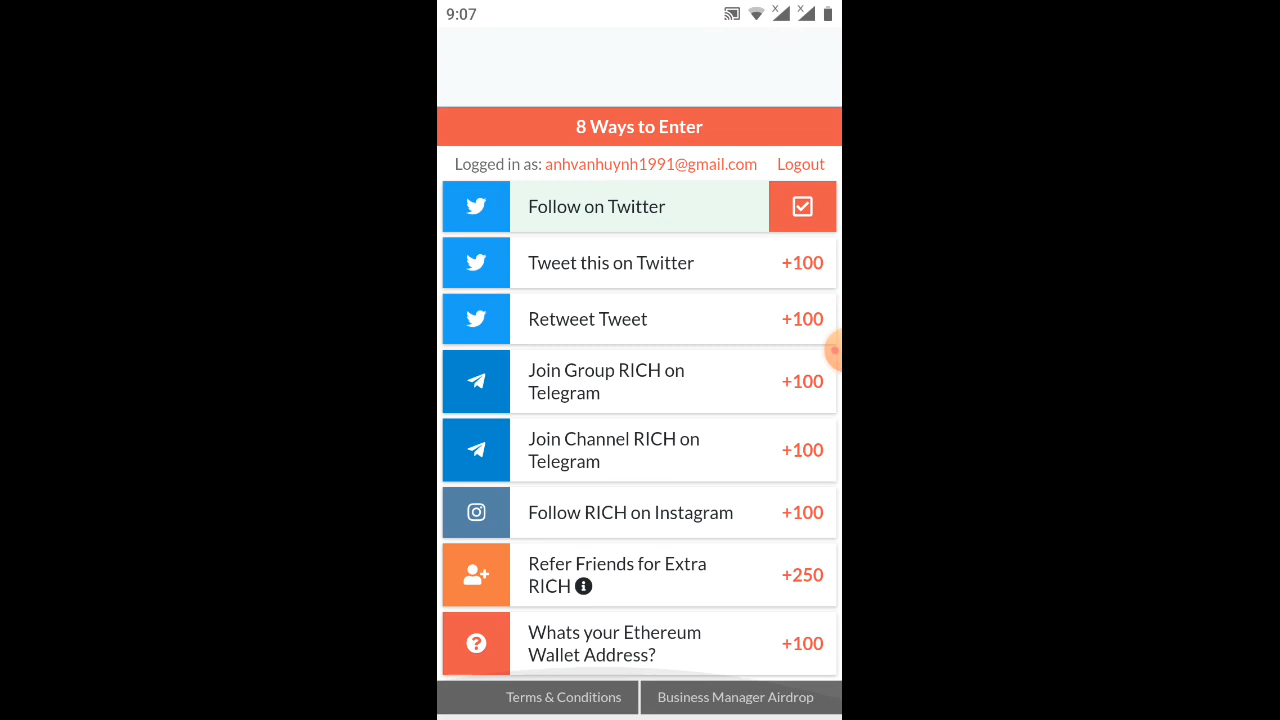 9:07
8 Ways to Enter
Logged in as: anhvanhuynh1991@gmail.com Logout
Follow on Twitter
Tweet this on Twitter +100
Retweet Tweet +100
Join Group RICH on
Telegram +100
Join Channel RICH on
Telegram +100
Follow RICH on Instagram +100
Refer Friends for Extra
RICH +250
Whats your Ethereum
Wallet Address? +100
Terms & Conditions Business Manager Airdrop